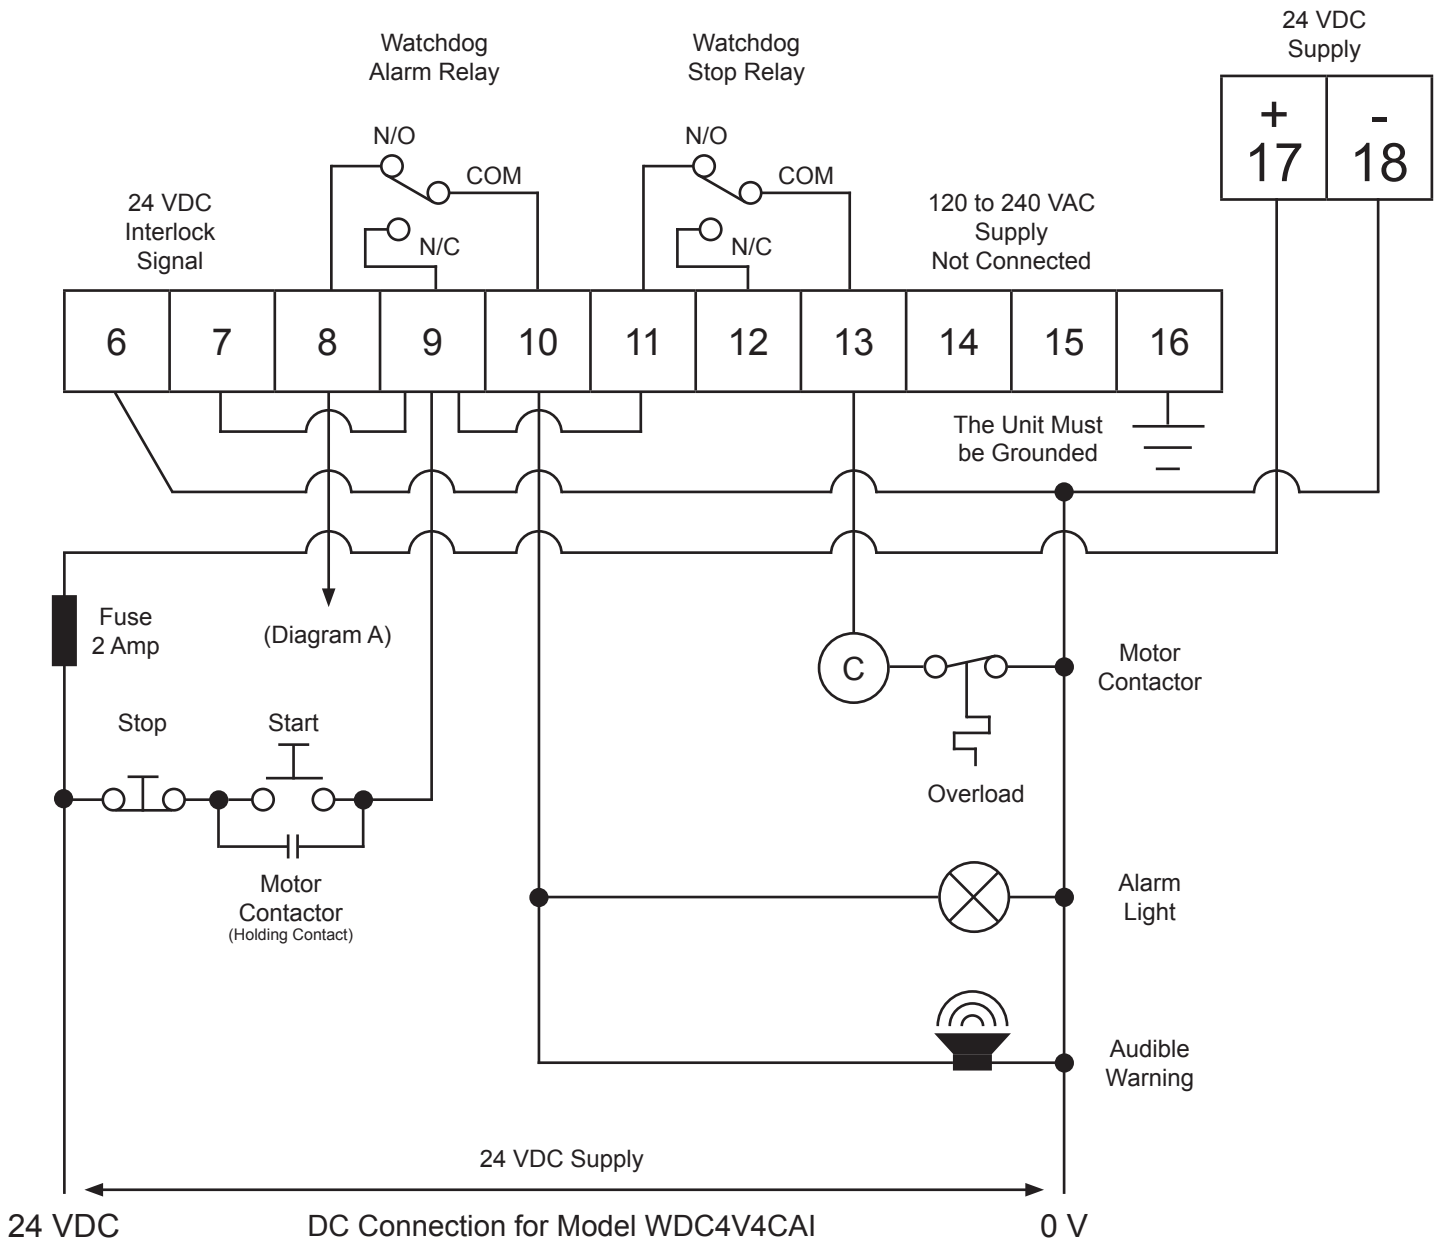 24 VDC
Supply
Watchdog
Alarm Relay
Watchdog
Stop Relay
+
17
-
18
N/O
COM
N/C
N/O
COM
N/C
24 VDC
Interlock
Signal
120 to 240 VAC
Supply
Not Connected
6
7
8
9
10
11
12
13
14
15
16
The Unit Must
be Grounded
Fuse
2 Amp
(Diagram A)
C
Motor
Contactor
Stop
Start
Overload
Motor
Contactor
(Holding Contact)
Alarm
Light
Audible
Warning
24 VDC Supply
24 VDC
DC Connection for Model WDC4V4CAI
0 V